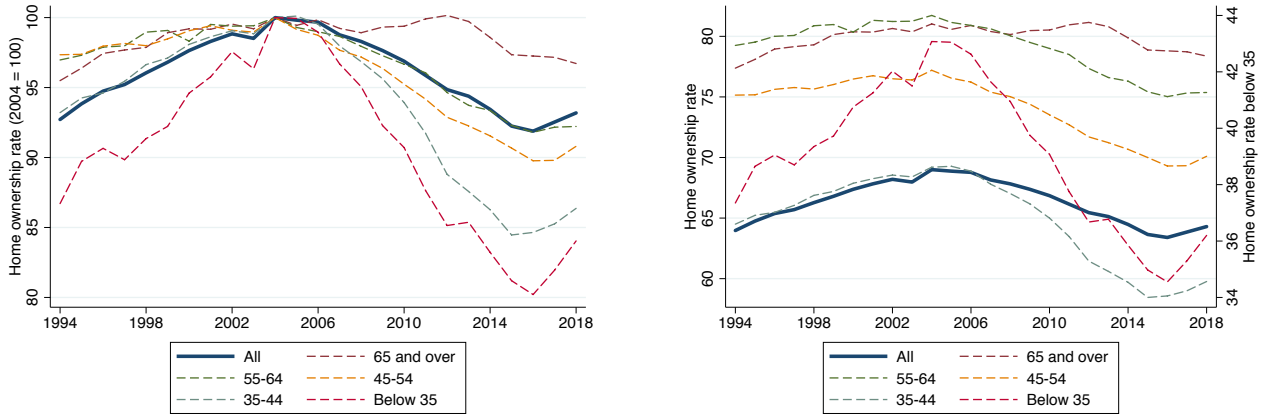 Home ownership rate (2004 = 100)
100
95
90
85
80
1994 1998 2002 2006 2010 2014 2018
All 65 and over
55-64 45-54
35-44 Below 35
Home ownership rate
80
75
70
65
60
Home ownership rate below 35
44
42
40
38
36
34
1994 1998 2002 2006 2010 2014 2018
All 65 and over
55-64 45-54
35-44 Below 35